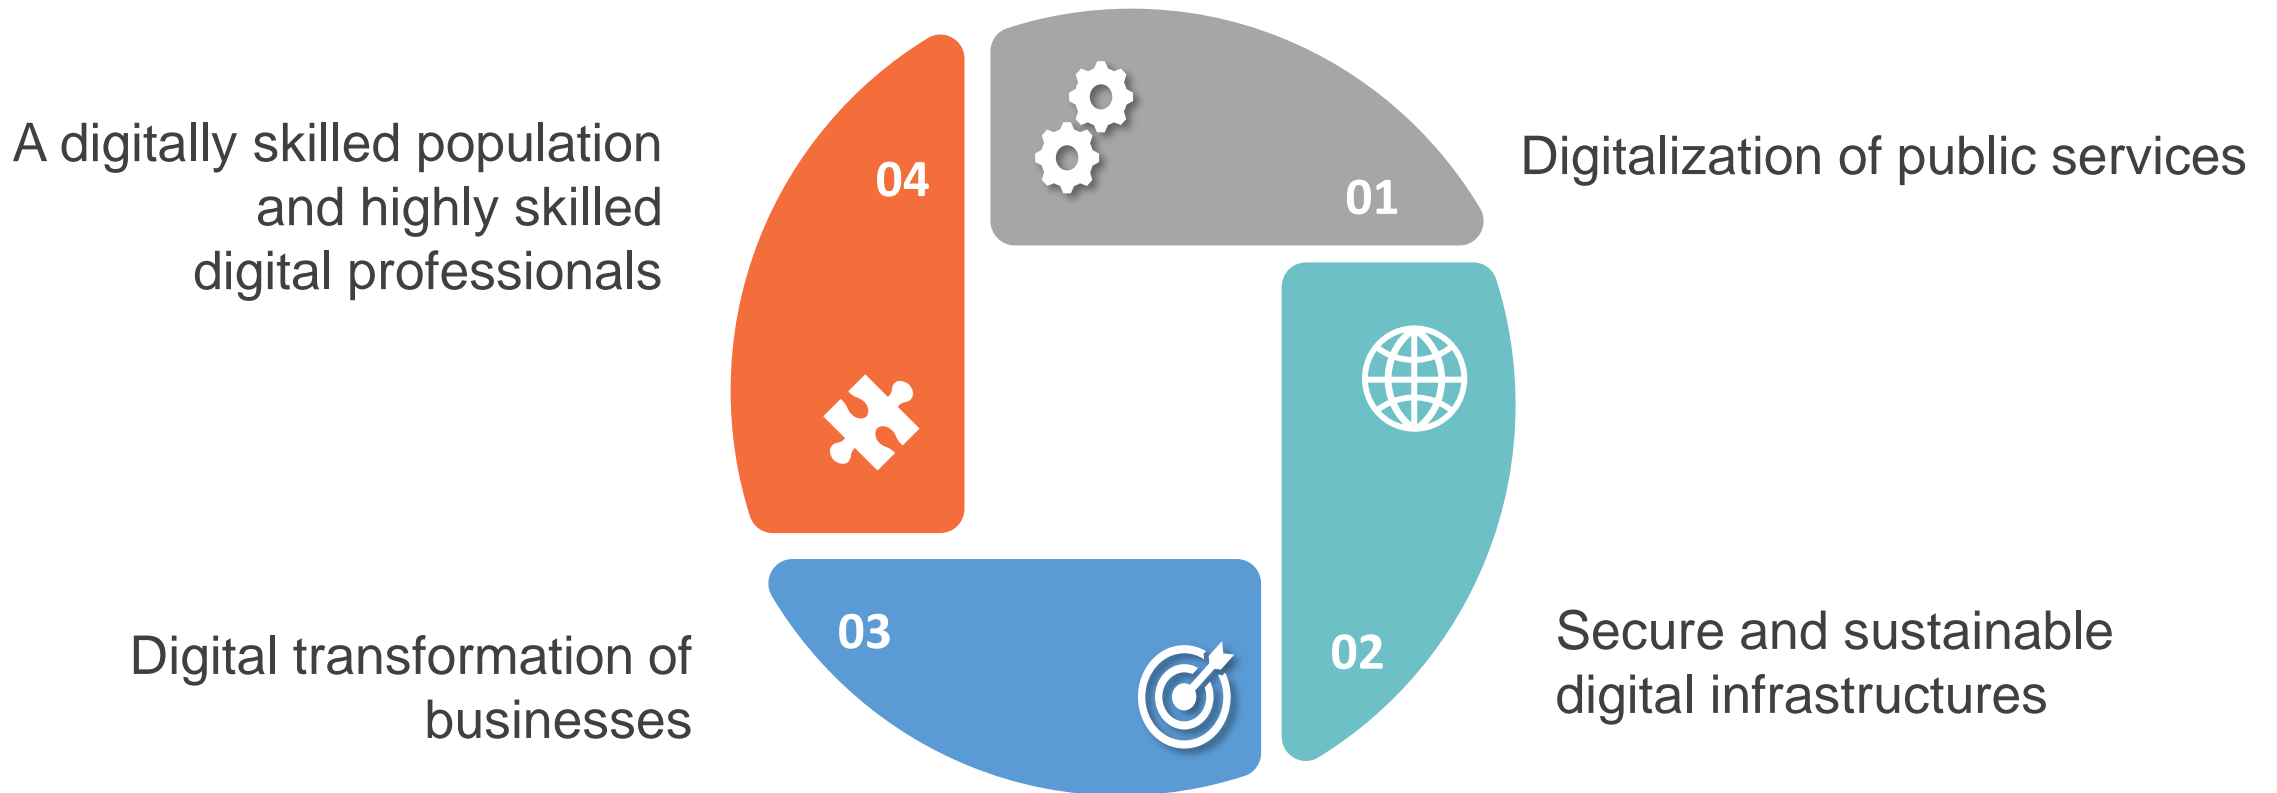 01
Digitalization of public services
02
Secure and sustainable
digital infrastructures
03
Digital transformation of
businesses
04
A digitally skilled population
and highly skilled
digital professionals